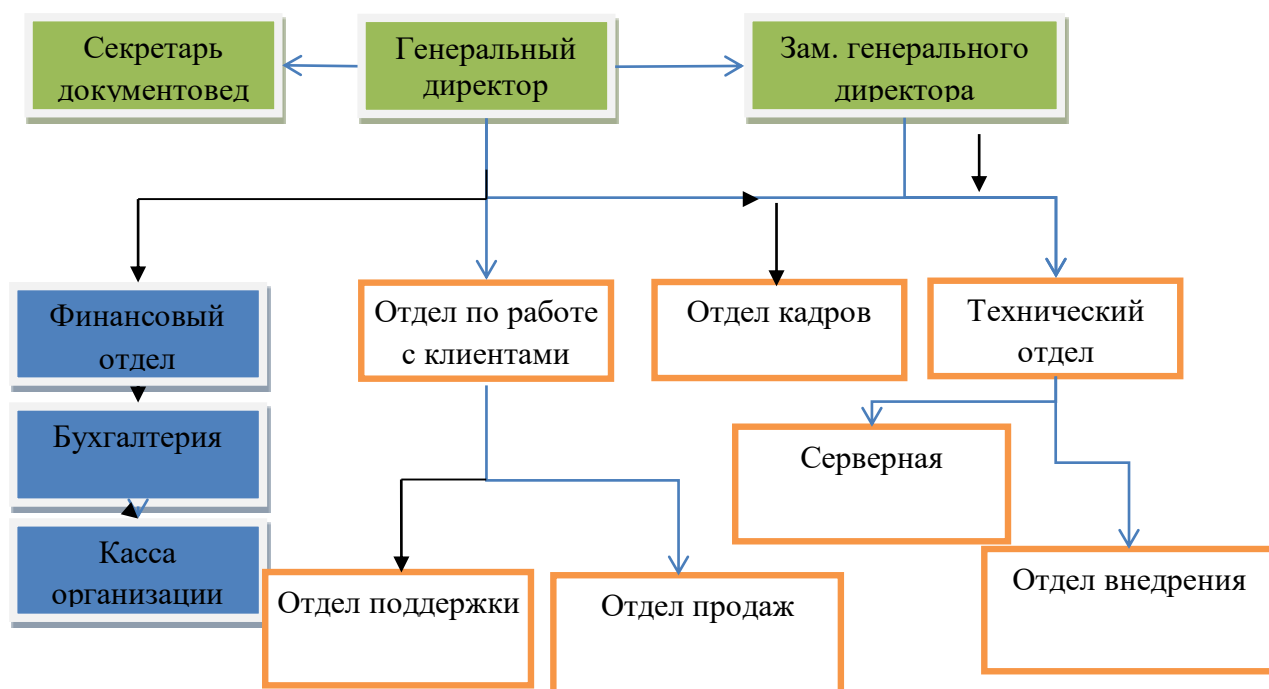 Секретарь
документовед
Генеральный
директор
Зам. генерального
директора
Финансовый
отдел
Отдел по работе
с клиентами
Отдел кадров
Технический
отдел
Бухгалтерия
Серверная
Касса
организации
Отдел поддержки
Отдел продаж
Отдел внедрения